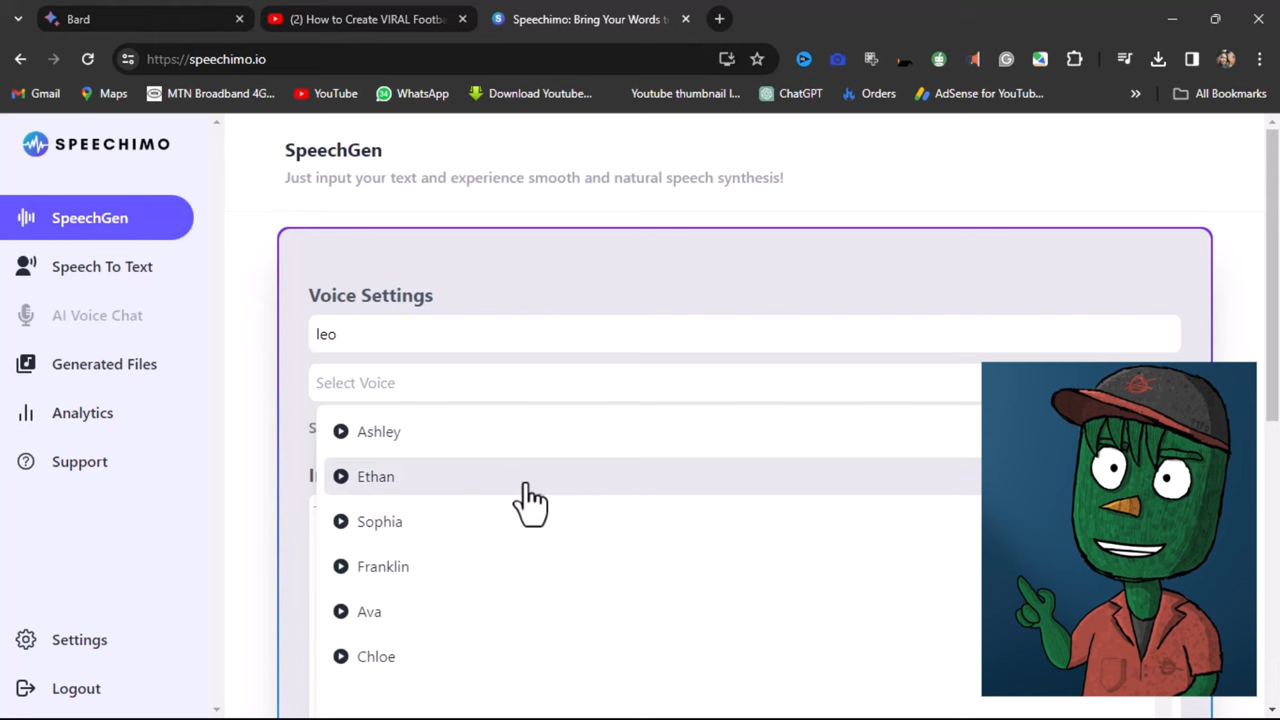 Bard
(2) How to Create VIRAL Footba
Speechimo: Bring Your Words to
https://speechimo.io
Gmail
Maps
MTN Broadband 4G...
YouTube
WhatsApp
Download Youtube...
Youtube thumbnail I...
ChatGPT
Orders
AdSense for YouTub...
All Bookmarks
SPEECHIMO
SpeechGen
Speech To Text
AI Voice Chat
Generated Files
Analytics
Support
Settings
Logout
SpeechGen
Just input your text and experience smooth and natural speech synthesis!
Voice Settings
leo
Select Voice
Ashley
Ethan
Sophia
Franklin
Ava
Chloe